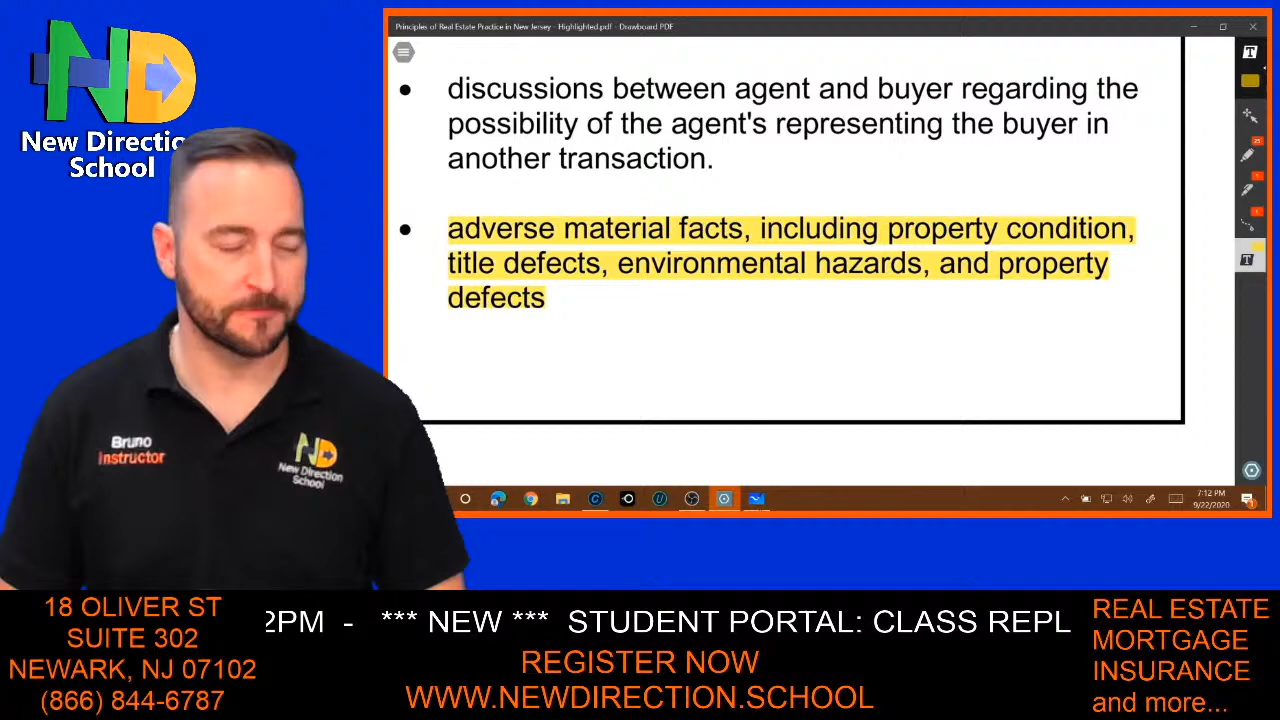 New Direction
School
Bruno
Instructor
New Direction
School
Principles of Real Estate Practice in New Jersey - Highlighted.pdf - Drawboard PDF
• discussions between agent and buyer regarding the
possibility of the agent's representing the buyer in
another transaction.
• adverse material facts, including property condition,
title defects, environmental hazards, and property
defects
7:12 PM
9/22/2020
18 OLIVER ST
SUITE 302
NEWARK, NJ 07102
(866) 844-6787
2PM - *** NEW *** STUDENT PORTAL: CLASS REPL
REGISTER NOW
WWW.NEWDIRECTION.SCHOOL
REAL ESTATE
MORTGAGE
INSURANCE
and more...